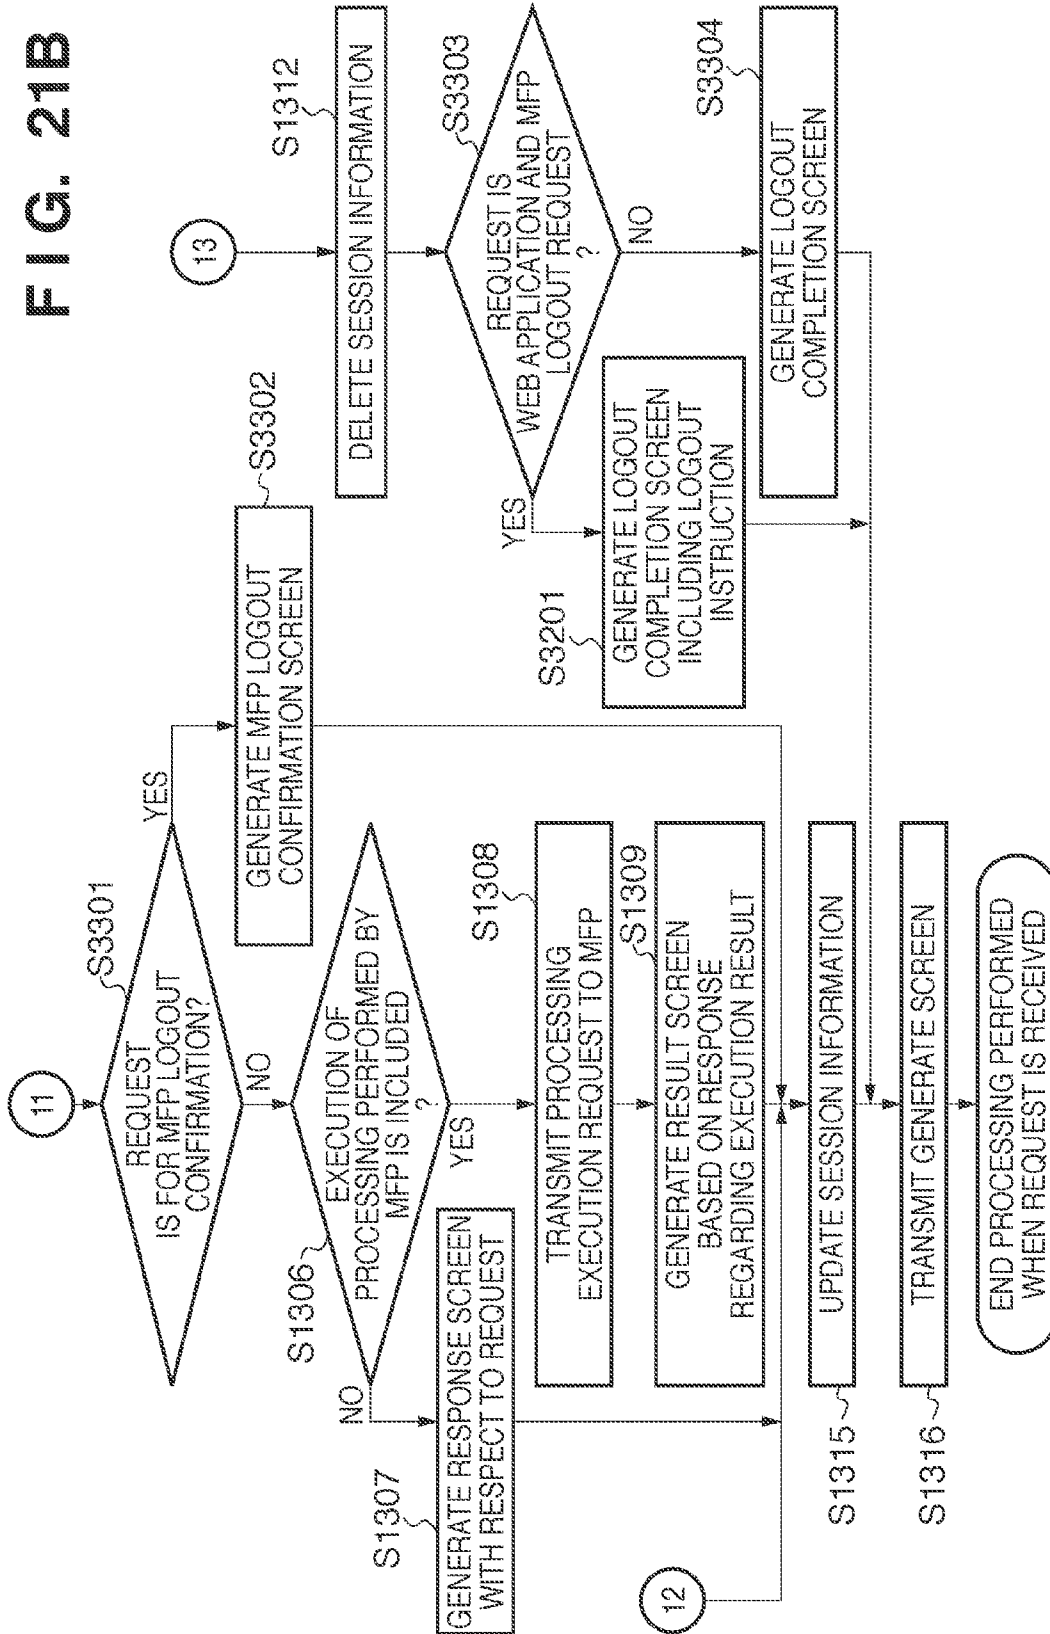 FIG. 21B
11
S3301
REQUEST
IS FOR MFP LOGOUT
CONFIRMATION?
YES
NO
S3302
GENERATE MFP LOGOUT
CONFIRMATION SCREEN
S1306
EXECUTION OF
PROCESSING PERFORMED BY
MFP IS INCLUDED
?
NO
YES
S1307
GENERATE RESPONSE SCREEN
WITH RESPECT TO REQUEST
S1308
TRANSMIT PROCESSING
EXECUTION REQUEST TO MFP
S1309
GENERATE RESULT SCREEN
BASED ON RESPONSE
REGARDING EXECUTION RESULT
12
S1315
UPDATE SESSION INFORMATION
S1316
TRANSMIT GENERATE SCREEN
END PROCESSING PERFORMED
WHEN REQUEST IS RECEIVED
13
S1312
DELETE SESSION INFORMATION
S3303
REQUEST IS
WEB APPLICATION AND MFP
LOGOUT REQUEST
?
YES
NO
S3201
GENERATE LOGOUT
COMPLETION SCREEN
INCLUDING LOGOUT
INSTRUCTION
S3304
GENERATE LOGOUT
COMPLETION SCREEN